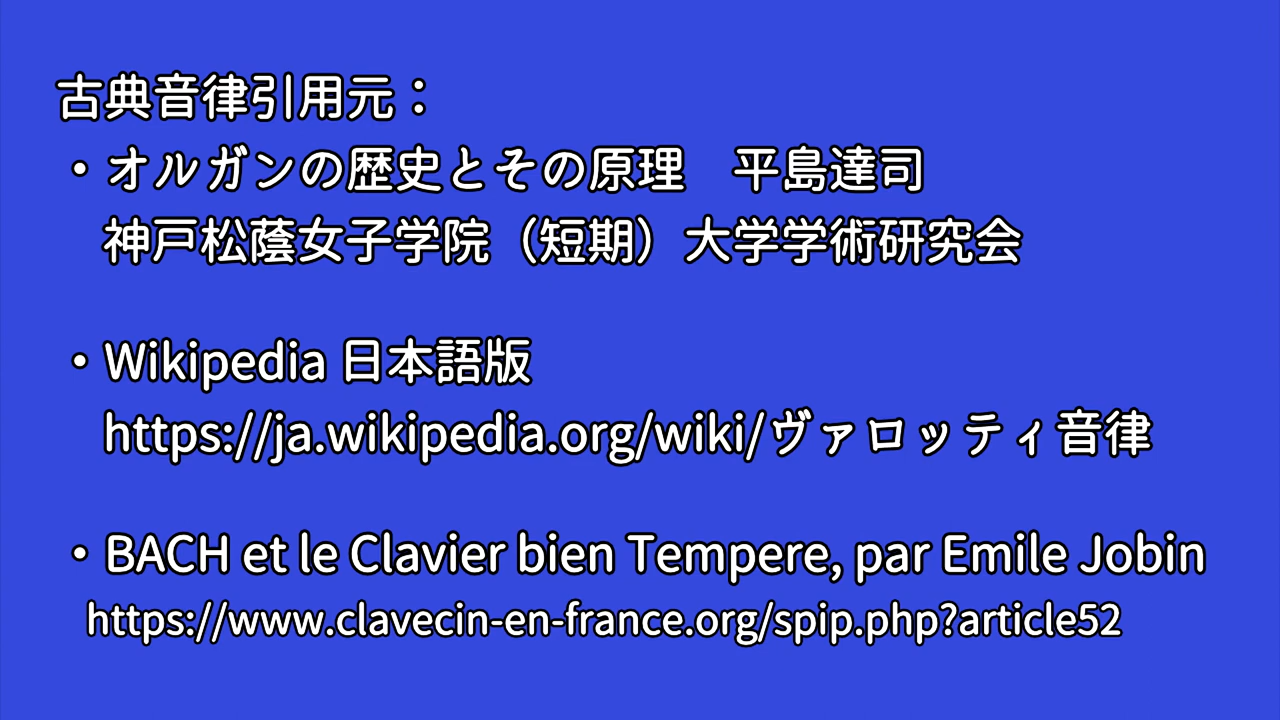 古典音律引用元：
・オルガンの歴史とその原理　平島達司
神戸松蔭女子学院（短期）大学学術研究会
・Wikipedia 日本語版
https://ja.wikipedia.org/wiki/ヴァロッティ音律
・BACH et le Clavier bien Tempere, par Emile Jobin
https://www.clavecin-en-france.org/spip.php?article52